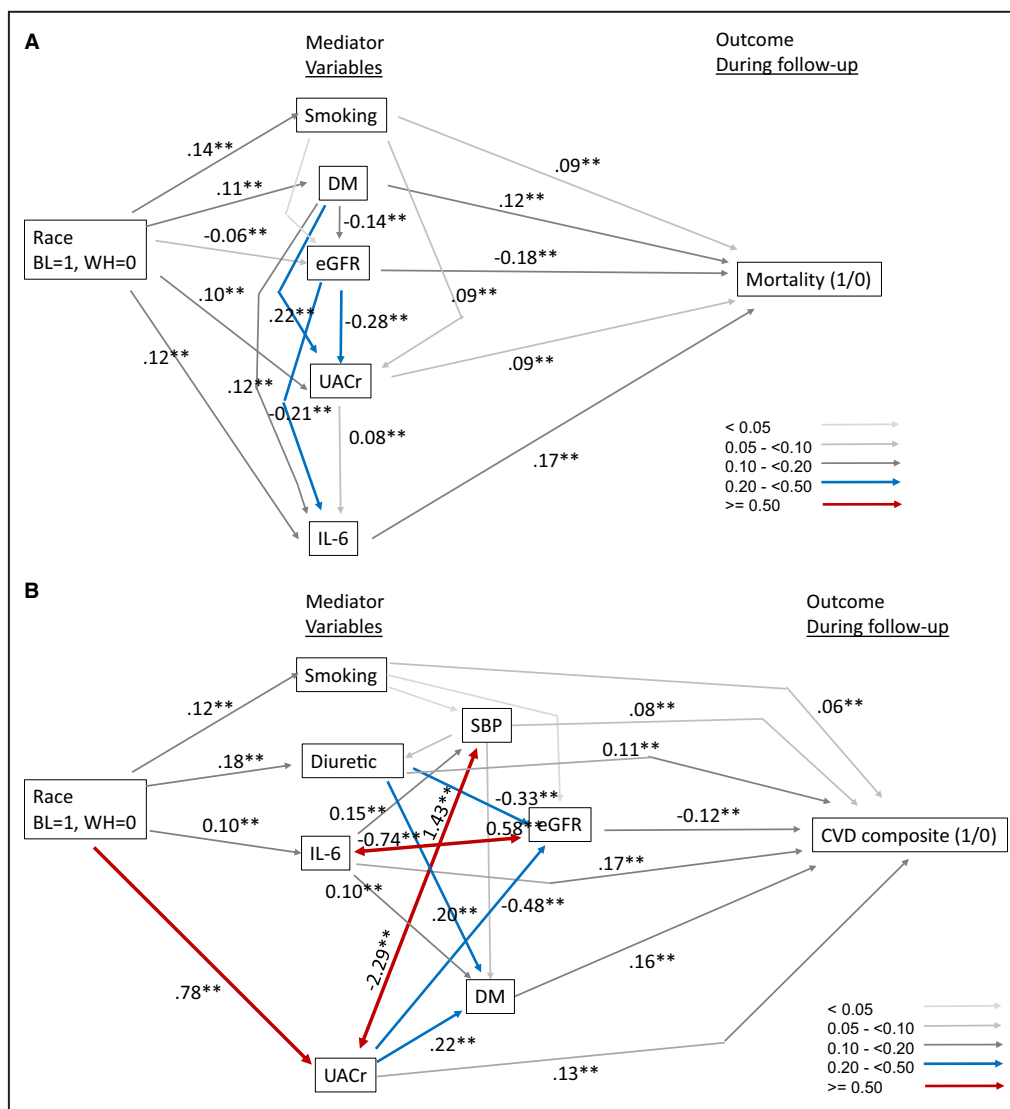 A
Mediator
Variables
Outcome
During follow-up
Smoking
.14**
.09**
DM
.11**
.12**
-0.14**
Race
BL=1, WH=0
-0.06**
eGFR
-0.18**
Mortality (1/0)
.10**
.09**
.22**
-0.28**
.12**
UACr
.09**
.12**
-0.21**
0.08**
.17**
IL-6
< 0.05
0.05 - <0.10
0.10 - <0.20
0.20 - <0.50
>= 0.50
B
Mediator
Variables
Outcome
During follow-up
Smoking
.12**
.06**
SBP
.08**
.18**
Diuretic
0.11**
Race
BL=1, WH=0
0.15**
1.43**
-0.33**
0.10**
-0.74**
0.58**
eGFR
-0.12**
CVD composite (1/0)
IL-6
.17**
0.10**
.20**
-0.48**
-2.29**
.16**
DM
.78**
.22**
UACr
.13**
< 0.05
0.05 - <0.10
0.10 - <0.20
0.20 - <0.50
>= 0.50